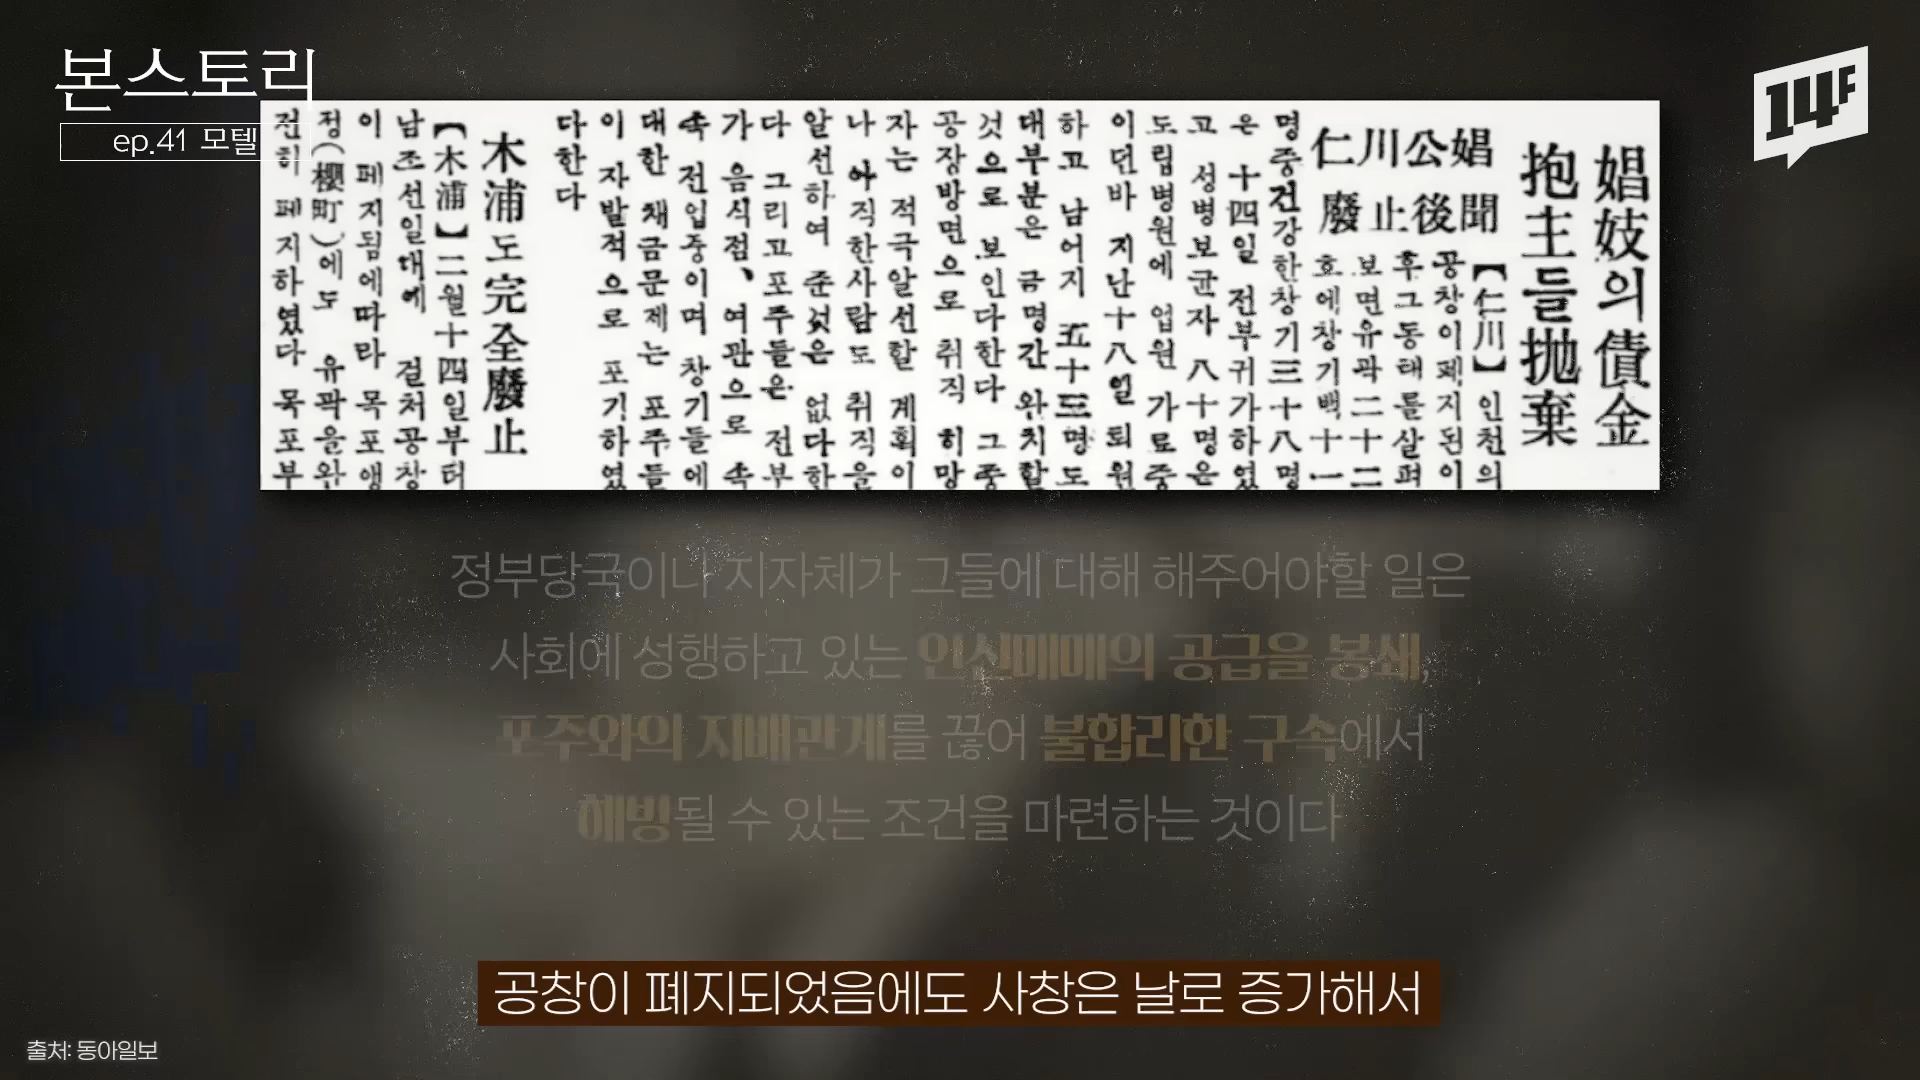 본스토리
ep.41 모텔
14F
娼妓의債金
抱主들抛棄
【仁川】인천의
공창이폐지된이
후그동태를살펴
보면유곽二十二
호에창기백十一
仁川公娼
廢止後聞
명중건강한창기三十八명
은 十四일 전부귀가하였
고 성병보균자 八十명은
도립병원에 입원 가료중
이던바 지난十八일 퇴원
하고 남어지 五十三명도
대부분은 금명간 완치할
것으로 보인다한다 그중
공장방면으로 취직 히망
자는 적극알선할 계획이
나 아직한사람도 취직을
알선하여 준것은 없다한
다 그리고포주들은 전부
가 음식점、여관으로 속
속 전입중이며 창기들에
대한 채금문제는 포주들
이 자발적으로 포기하였
다한다
木浦도完全廢止
【木浦】二월十四일부터
남조선일대에 걸처공창
이 페지됨에따라 목포앵
정(櫻町)에도 유곽을완
전히 페지하였다 목포부
정부당국이나 지자체가 그들에 대해 해주어야할 일은
사회에 성행하고 있는 인신매매의 공급을 봉쇄,
포주와의 지배관계를 끊어 불합리한 구속에서
해방될 수 있는 조건을 마련하는 것이다
공창이 폐지되었음에도 사창은 날로 증가해서
출처: 동아일보